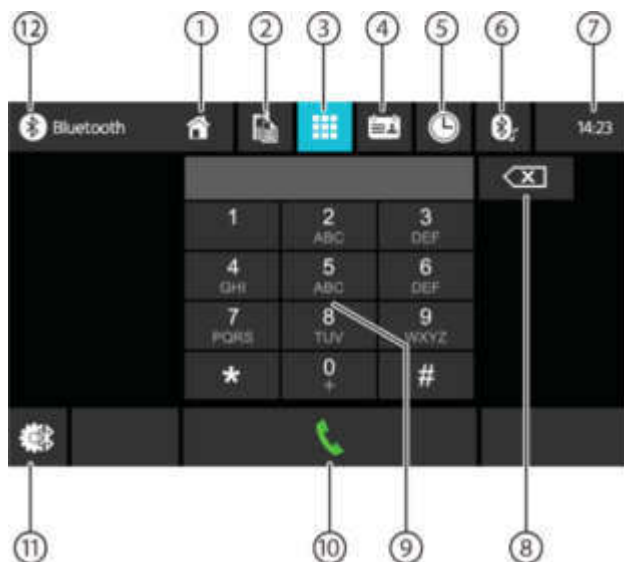 12 1 2 3 4 5 6 7
Bluetooth 14:23
1 2 3
ABC DEF
4 5 6
GHI ABC DEF
7 8 9
PQRS TUV WXYZ
* 0 #
+
11 10 9 8